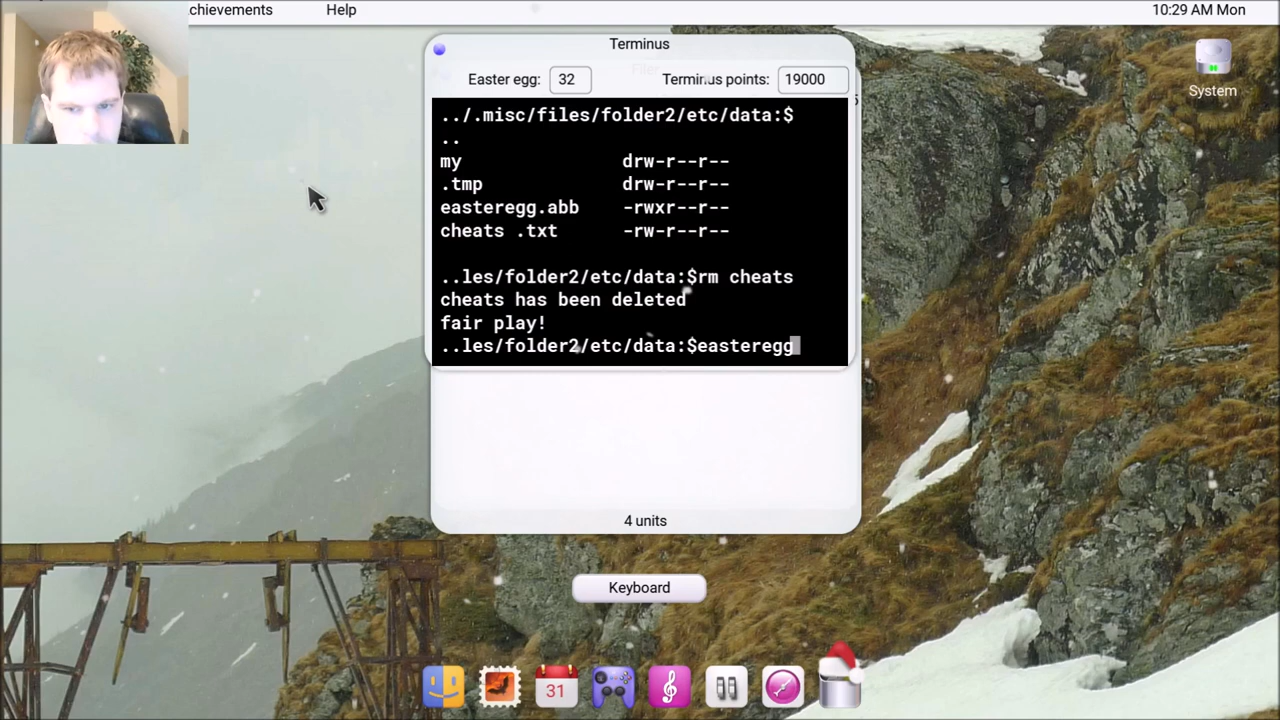 chievements
Help
10:29 AM Mon
Terminus
Easter egg: 32
Terminus points: 19000
../.misc/files/folder2/etc/data:$
..
my drw-r--r--
.tmp drw-r--r--
easteregg.abb -rwxr--r--
cheats .txt -rw-r--r--
..les/folder2/etc/data:$rm cheats
cheats has been deleted
fair play!
..les/folder2/etc/data:$easteregg
System
4 units
Keyboard
31